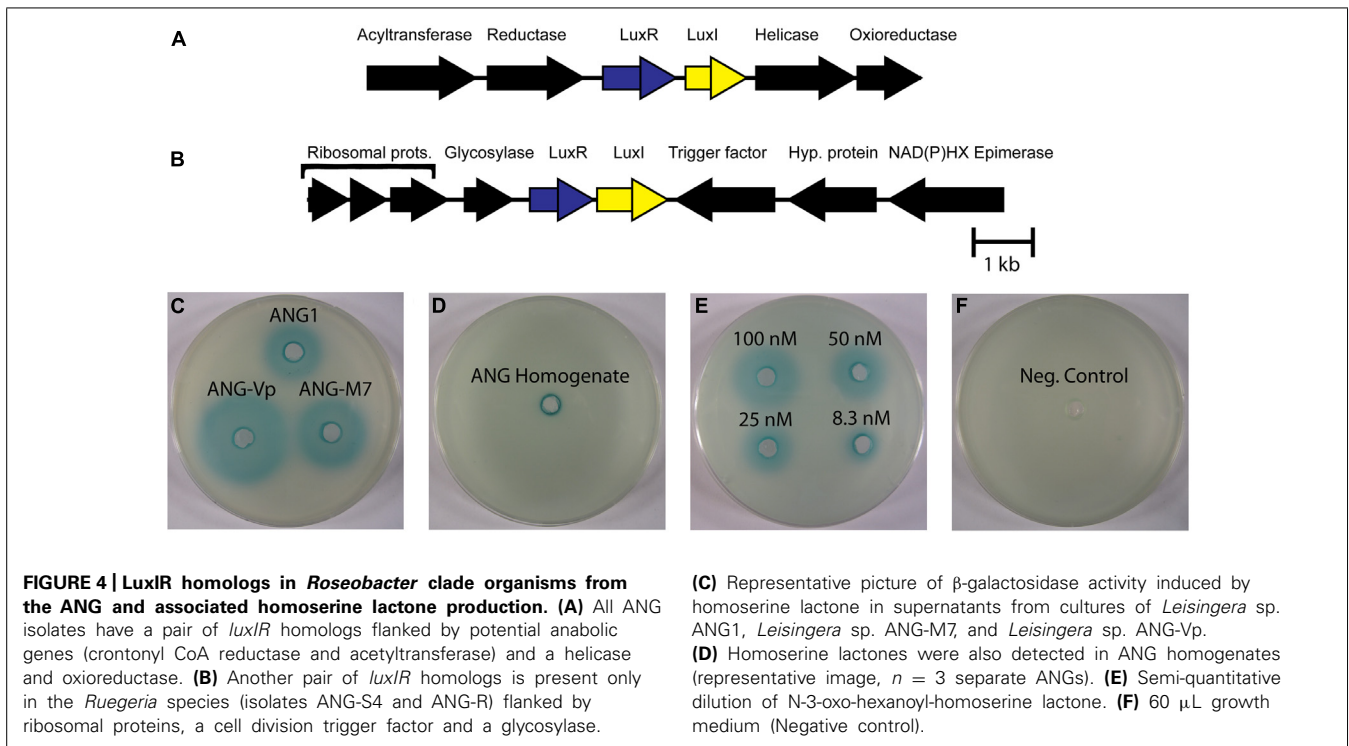 A
Acyltransferase Reductase LuxR LuxI Helicase Oxioreductase
B
Ribosomal prots. Glycosylase LuxR LuxI Trigger factor Hyp. protein NAD(P)HX Epimerase
1 kb
C
ANG1
ANG-Vp ANG-M7
D
ANG Homogenate
E
100 nM 50 nM
25 nM 8.3 nM
F
Neg. Control
FIGURE 4 | LuxIR homologs in Roseobacter clade organisms from
the ANG and associated homoserine lactone production. (A) All ANG
isolates have a pair of luxIR homologs flanked by potential anabolic
genes (crontonyl CoA reductase and acetyltransferase) and a helicase
and oxioreductase. (B) Another pair of luxIR homologs is present only
in the Ruegeria species (isolates ANG-S4 and ANG-R) flanked by
ribosomal proteins, a cell division trigger factor and a glycosylase.
(C) Representative picture of β-galactosidase activity induced by
homoserine lactone in supernatants from cultures of Leisingera sp.
ANG1, Leisingera sp. ANG-M7, and Leisingera sp. ANG-Vp.
(D) Homoserine lactones were also detected in ANG homogenates
(representative image, n = 3 separate ANGs). (E) Semi-quantitative
dilution of N-3-oxo-hexanoyl-homoserine lactone. (F) 60 μL growth
medium (Negative control).